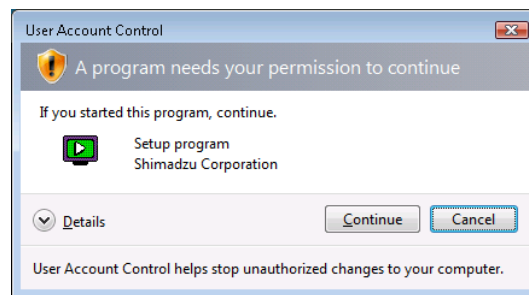 User Account Control
A program needs your permission to continue
If you started this program, continue.
Setup program
Shimadzu Corporation
Details
Continue
Cancel
User Account Control helps stop unauthorized changes to your computer.